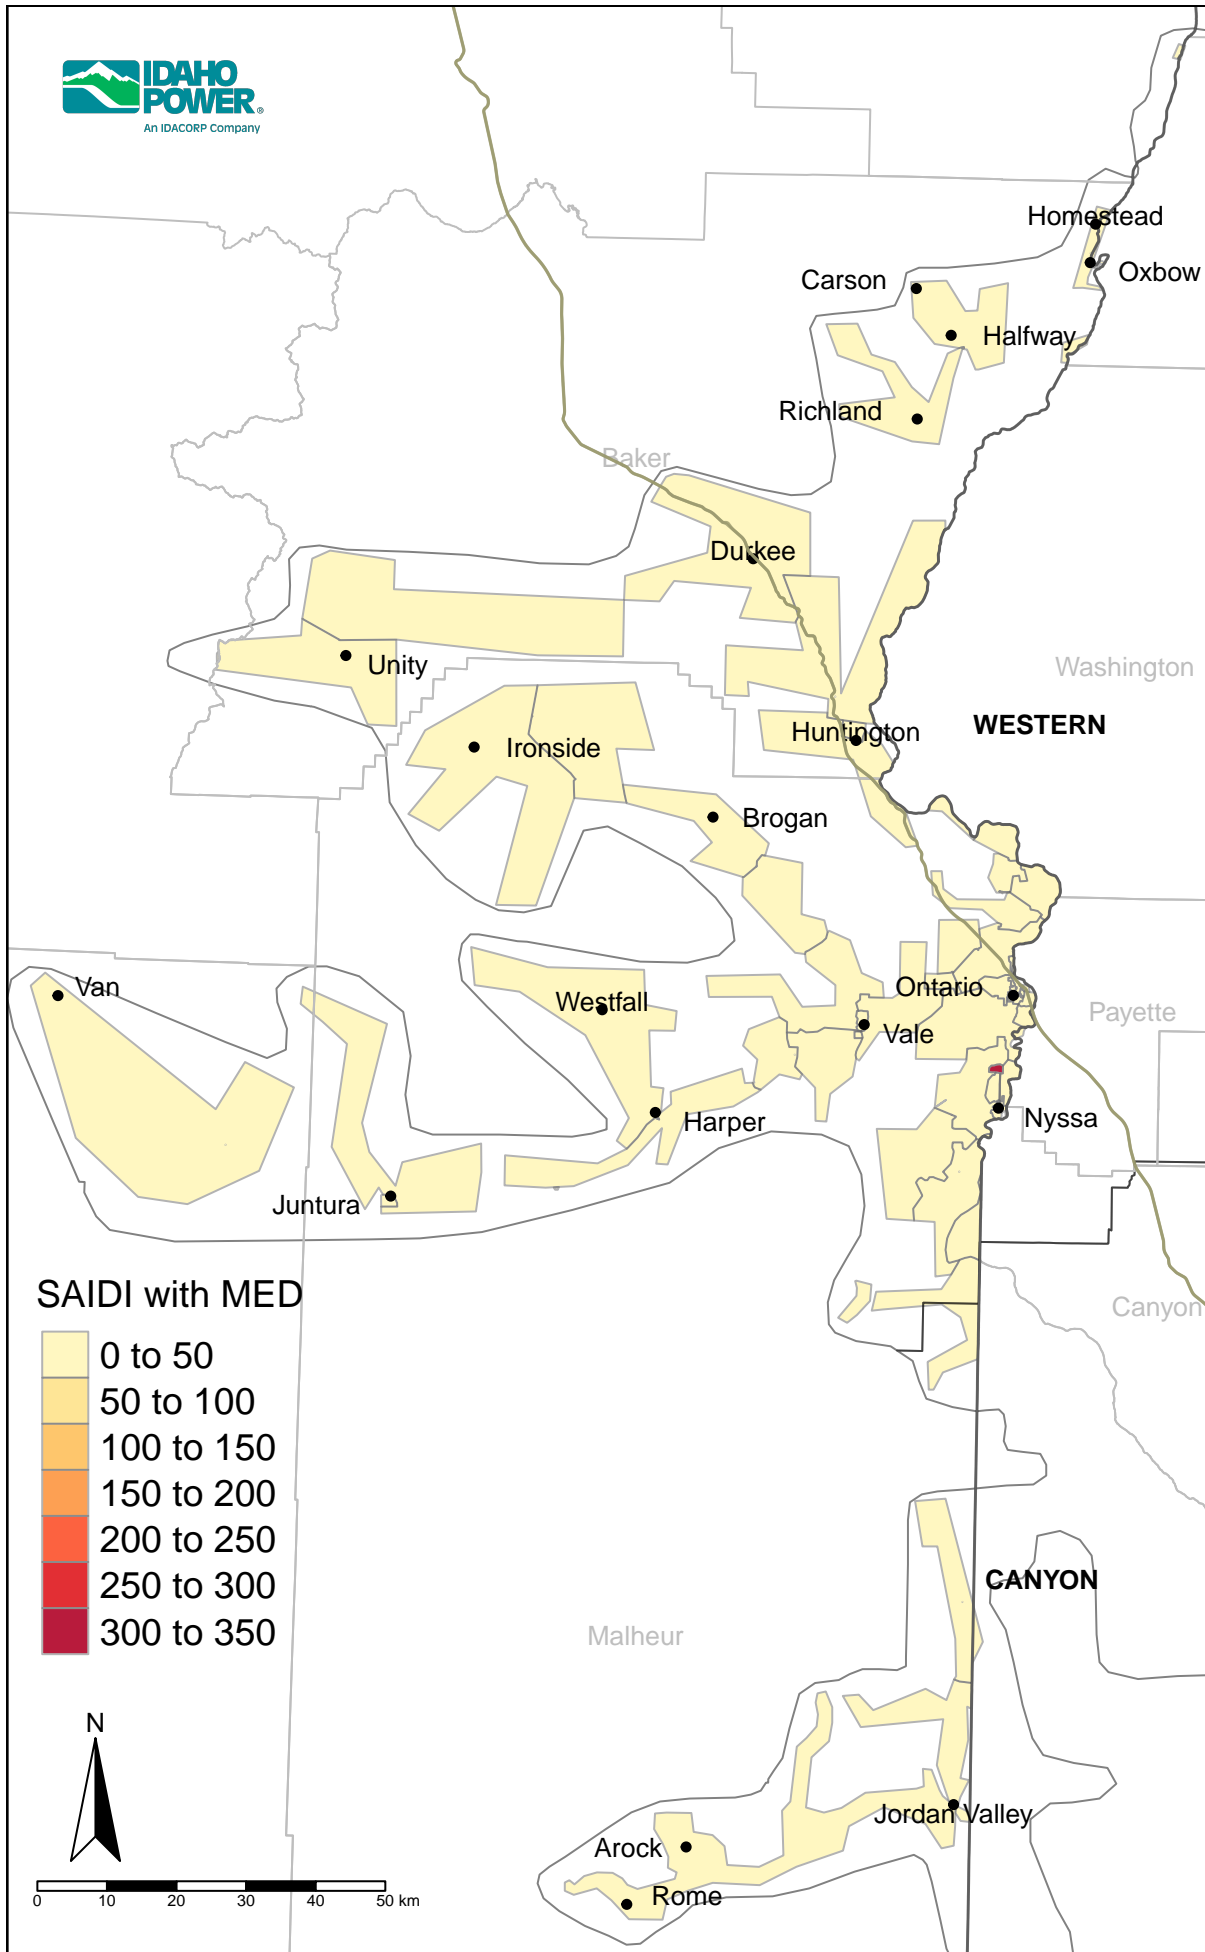 IDAHO
POWER®
An IDACORP Company
Homestead
Oxbow
Carson
Halfway
Richland
Baker
Durkee
Unity
Washington
WESTERN
Huntington
Ironside
Brogan
Van
Westfall
Ontario
Payette
Vale
Harper
Nyssa
Juntura
SAIDI with MED
Canyon
0 to 50
50 to 100
100 to 150
150 to 200
200 to 250
250 to 300
300 to 350
CANYON
Malheur
N
Jordan Valley
Arock
Rome
0 10 20 30 40 50 km